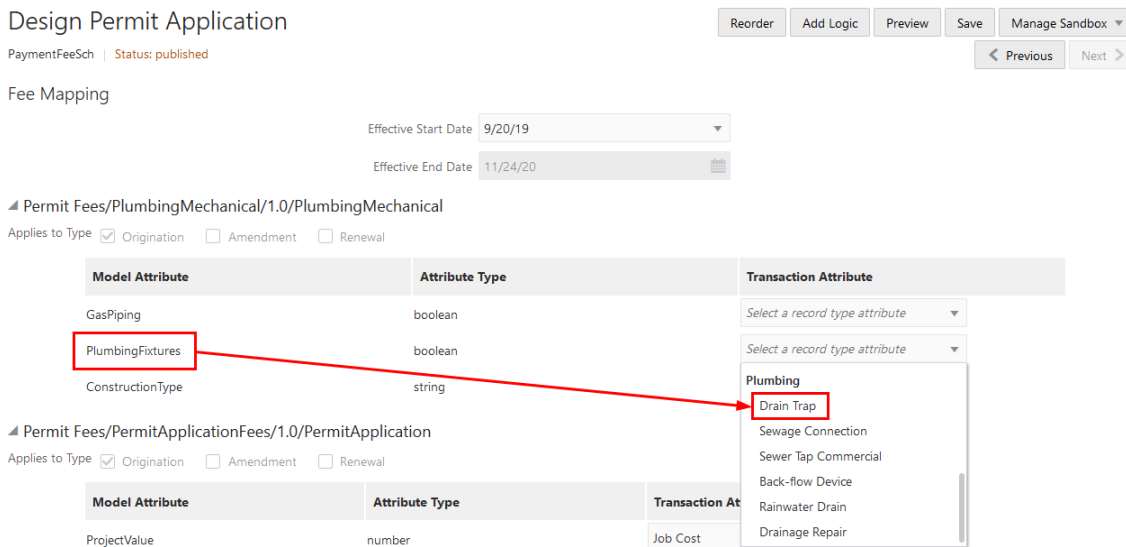 Design Permit Application
Reorder Add Logic Preview Save Manage Sandbox
PaymentFeeSch Status: published
Previous Next
Fee Mapping
Effective Start Date 9/20/19
Effective End Date 11/24/20
Permit Fees/PlumbingMechanical/1.0/PlumbingMechanical
Applies to Type Origination Amendment Renewal
Model Attribute Attribute Type Transaction Attribute
GasPiping boolean Select a record type attribute
PlumbingFixtures boolean Select a record type attribute
ConstructionType string
Plumbing
Drain Trap
Sewage Connection
Sewer Tap Commercial
Back-flow Device
Rainwater Drain
Drainage Repair
Permit Fees/PermitApplicationFees/1.0/PermitApplication
Applies to Type Origination Amendment Renewal
Model Attribute Attribute Type Transaction At
ProjectValue number Job Cost